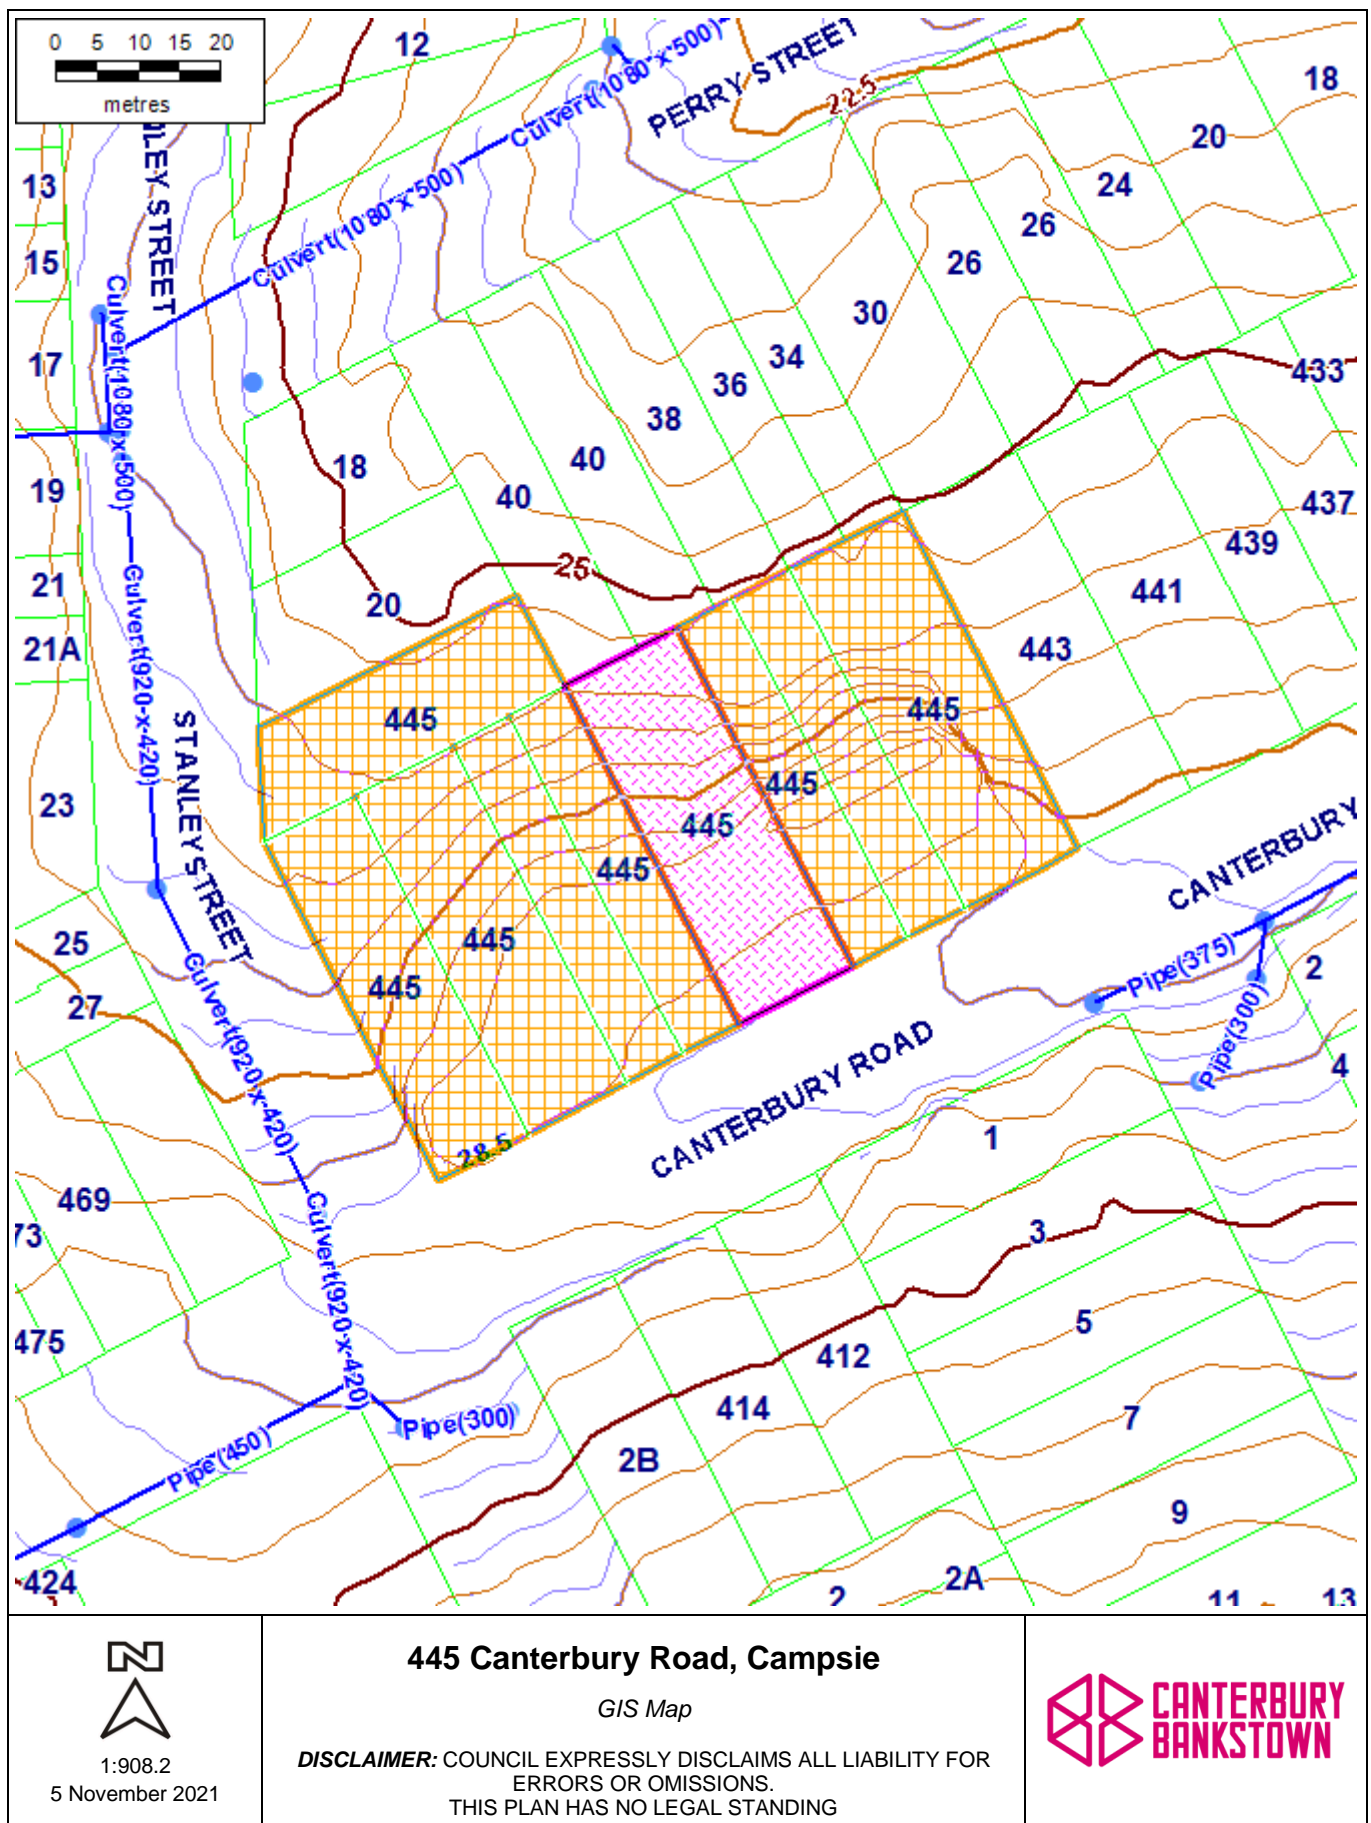 0 5 10 15 20
metres
12
Culvert(1080 x 500)
PERRY STREET
22.5
18
20
24
26
26
30
34
36
38
40
40
13
15
17
19
21
21A
23
25
27
NLEY STREET
Culvert(1080 x 500)
Culvert(1080 x 500)
18
20
25
433
437
439
441
443
445
445
445
445
445
445
445
445
Culvert(920 x 420)
STANLEY STREET
Culvert(920 x 420)
Culvert(920 x 420)
28.5
CANTERBURY
CANTERBURY ROAD
Pipe(375)
Pipe(300)
2
4
1
3
5
7
9
11
13
469
73
475
412
414
2B
2A
2
Pipe(300)
Pipe(450)
424
N
1:908.2
5 November 2021
445 Canterbury Road, Campsie
GIS Map
DISCLAIMER: COUNCIL EXPRESSLY DISCLAIMS ALL LIABILITY FOR
ERRORS OR OMISSIONS.
THIS PLAN HAS NO LEGAL STANDING
CANTERBURY
BANKSTOWN